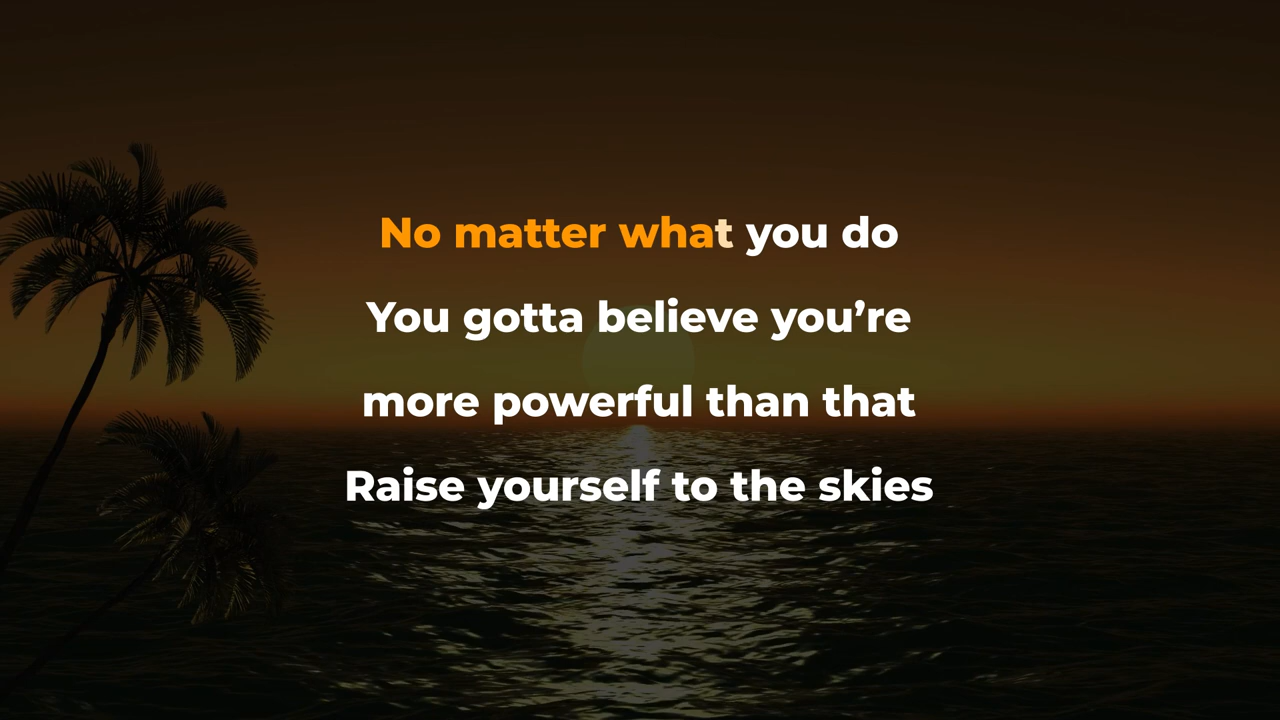 No matter what you do
You gotta believe you’re
more powerful than that
Raise yourself to the skies